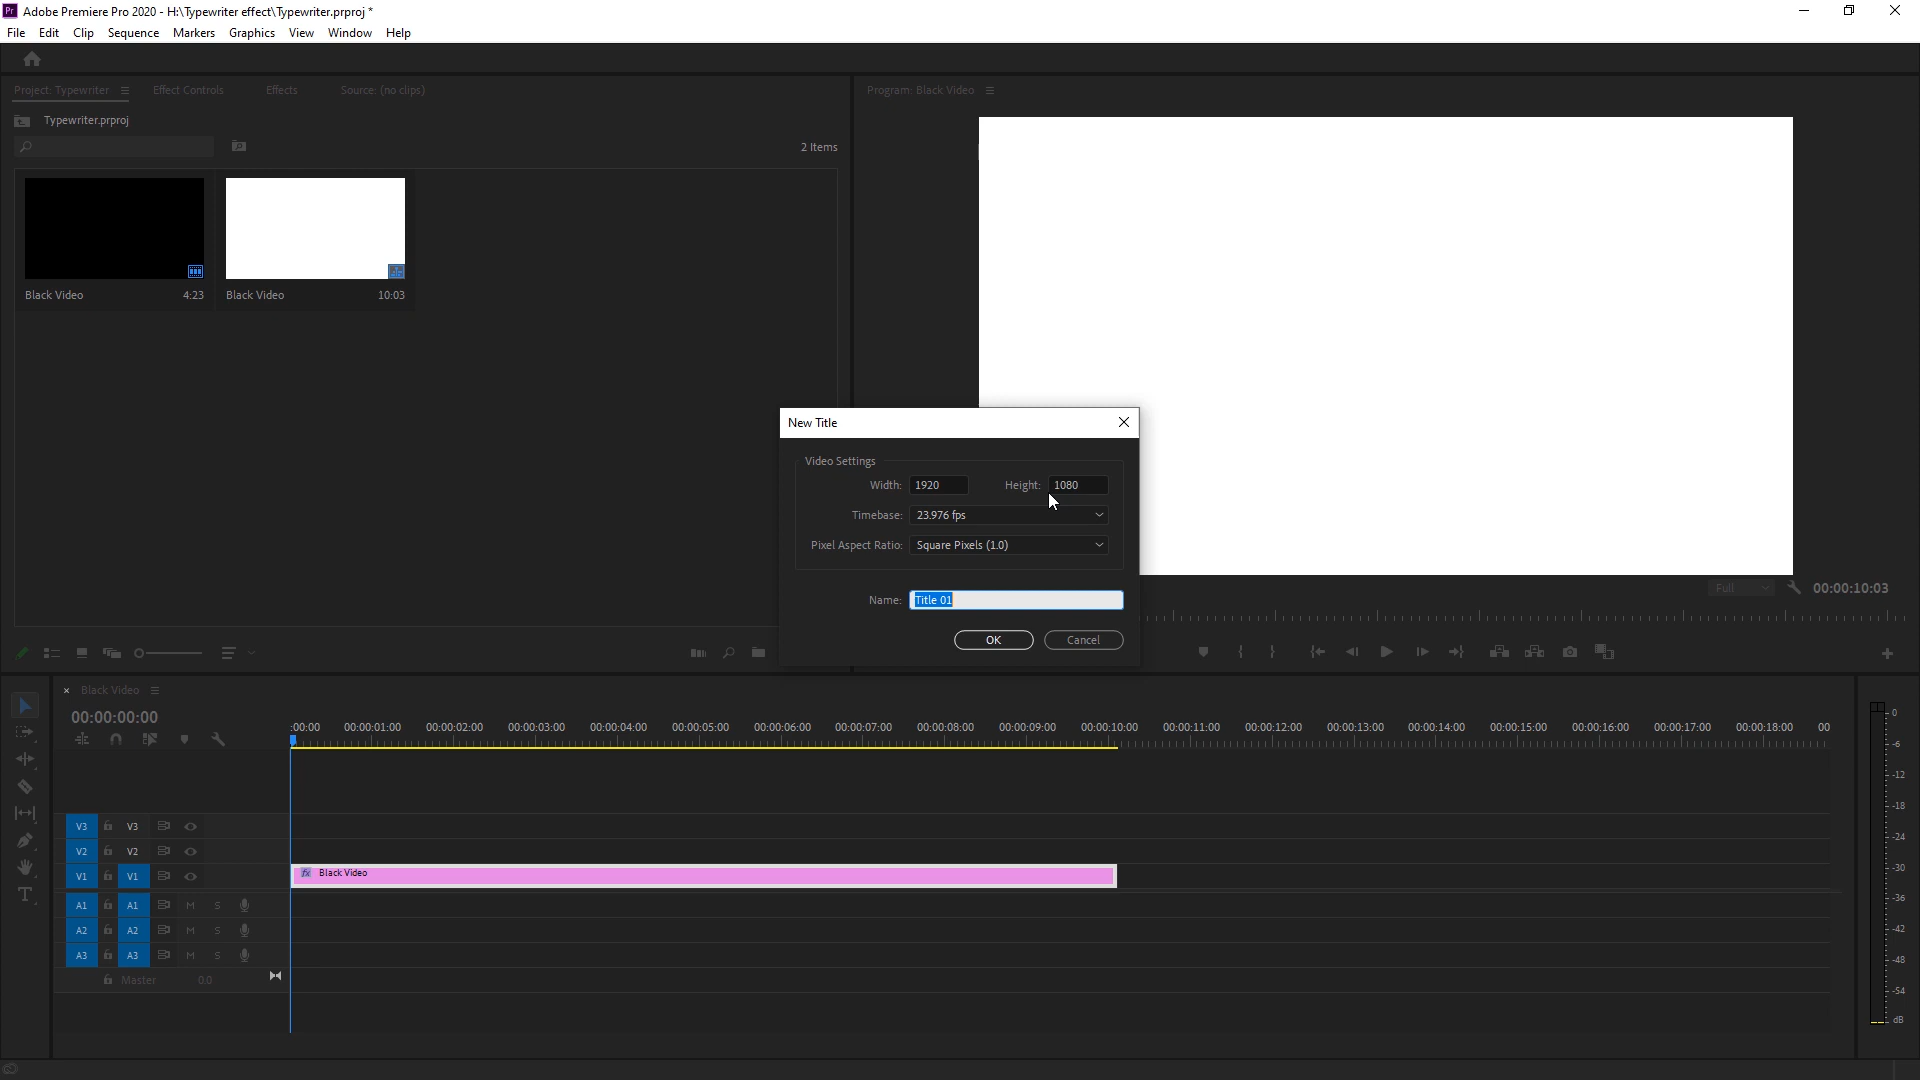 Pr Adobe Premiere Pro 2020 - H:\Typewriter effect\Typewriter.prproj *
File Edit Clip Sequence Markers Graphics View Window Help
Project: Typewriter Effect Controls Effects Source: (no clips)
Program: Black Video
Typewriter.prproj
2 Items
Black Video 4:23
Black Video 10:03
New Title
Video Settings
Width: 1920 Height: 1080
Timebase: 23.976 fps
Pixel Aspect Ratio: Square Pixels (1.0)
Name: Title 01
OK Cancel
Full 00:00:10:03
× Black Video
00:00:00:00
:00:00 00:00:01:00 00:00:02:00 00:00:03:00 00:00:04:00 00:00:05:00 00:00:06:00 00:00:07:00 00:00:08:00 00:00:09:00 00:00:10:00 00:00:11:00 00:00:12:00 00:00:13:00 00:00:14:00 00:00:15:00 00:00:16:00 00:00:17:00 00:00:18:00 00
V3 V3
V2 V2
V1 V1 fx Black Video
A1 A1 M S
A2 A2 M S
A3 A3 M S
Master 0.0
0
-6
-12
-18
-24
-30
-36
-42
-48
-54
dB